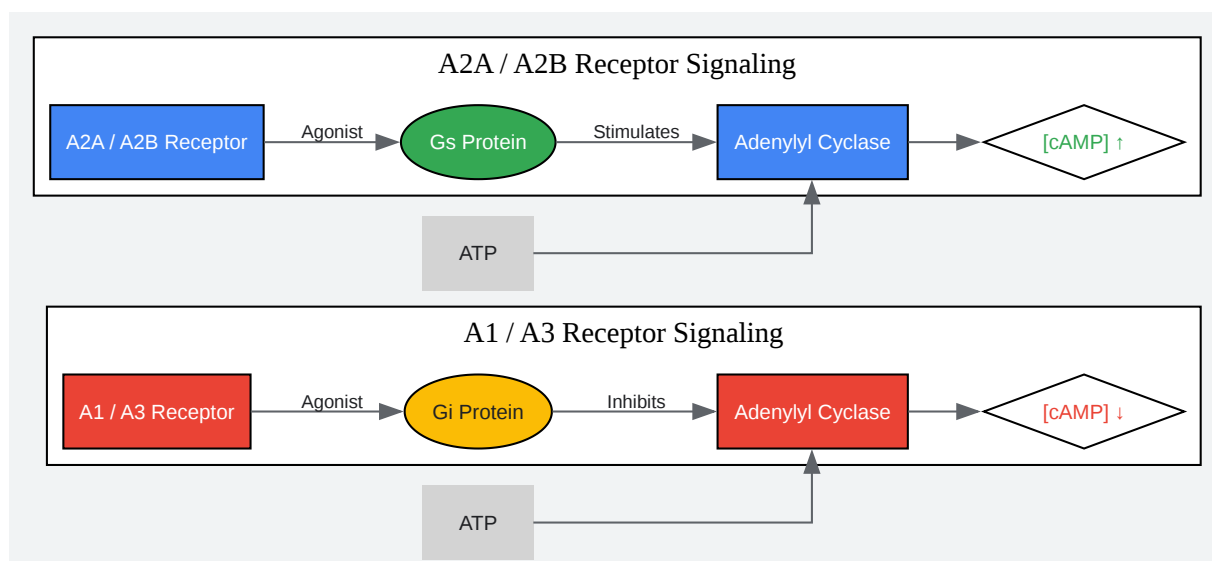 A2A / A2B Receptor Signaling
A2A / A2B Receptor
Agonist
Gs Protein
Stimulates
Adenylyl Cyclase
[cAMP] ↑
ATP
A1 / A3 Receptor Signaling
A1 / A3 Receptor
Agonist
Gi Protein
Inhibits
Adenylyl Cyclase
[cAMP] ↓
ATP